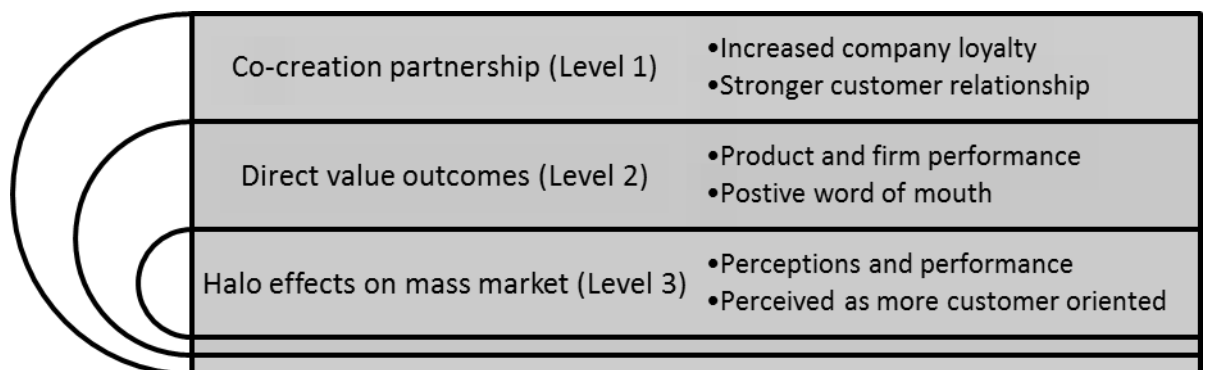 Co-creation partnership (Level 1)
•Increased company loyalty
•Stronger customer relationship
Direct value outcomes (Level 2)
•Product and firm performance
•Postive word of mouth
Halo effects on mass market (Level 3)
•Perceptions and performance
•Perceived as more customer oriented